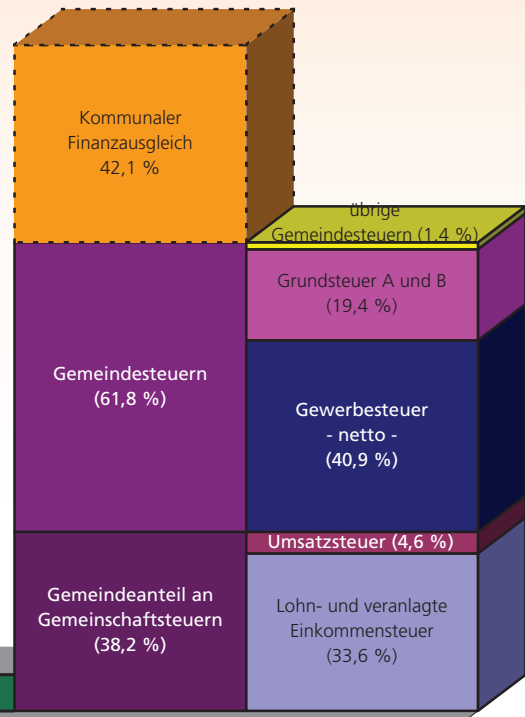 Kommunaler
Finanzausgleich
42,1 %
übrige
Gemeindesteuern (1,4 %)
Grundsteuer A und B
(19,4 %)
Gemeindesteuern
(61,8 %)
Gewerbesteuer
- netto -
(40,9 %)
Umsatzsteuer (4,6 %)
Gemeindeanteil an
Gemeinschaftsteuern
(38,2 %)
Lohn- und veranlagte
Einkommensteuer
(33,6 %)